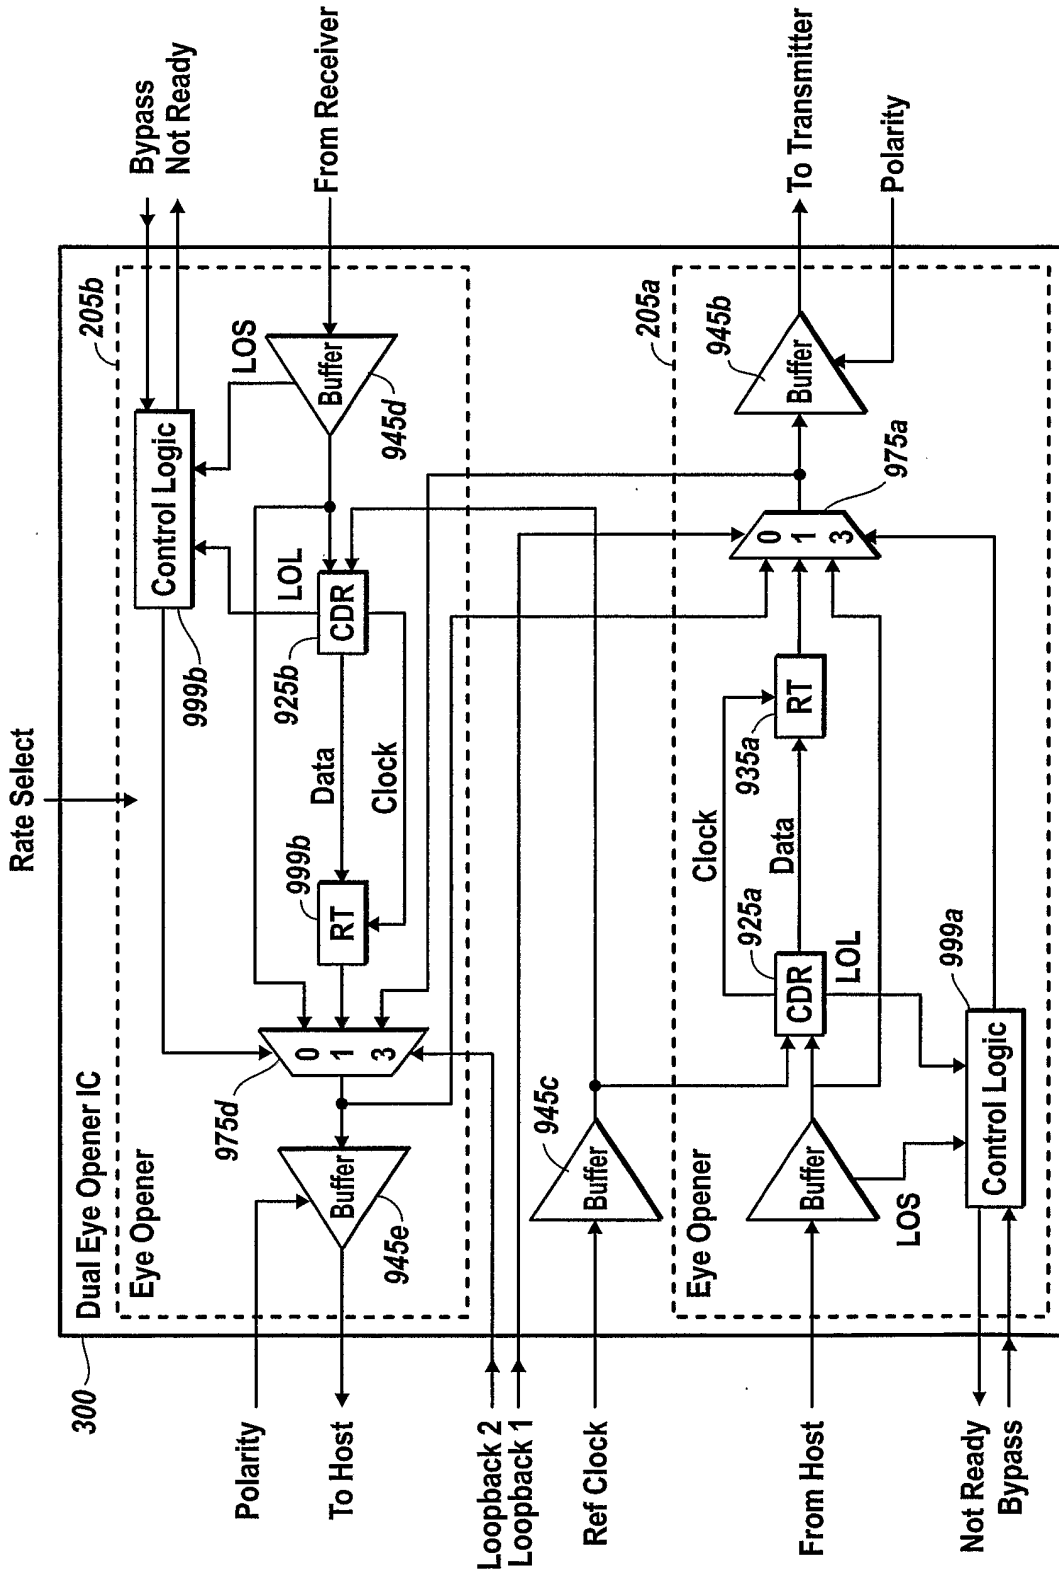 Rate Select
Dual Eye Opener IC
300
Eye Opener
205b
Bypass
Not Ready
Control Logic
999b
LOS
From Receiver
Buffer
945d
LOL
CDR
925b
Data
Clock
RT
999b
0
1
3
975d
Buffer
945e
Polarity
To Host
Loopback 2
Loopback 1
Ref Clock
Buffer
945c
Eye Opener
205a
From Host
Buffer
LOS
CDR
925a
LOL
Clock
Data
RT
935a
0
1
3
975a
Buffer
945b
To Transmitter
Polarity
Control Logic
999a
Not Ready
Bypass